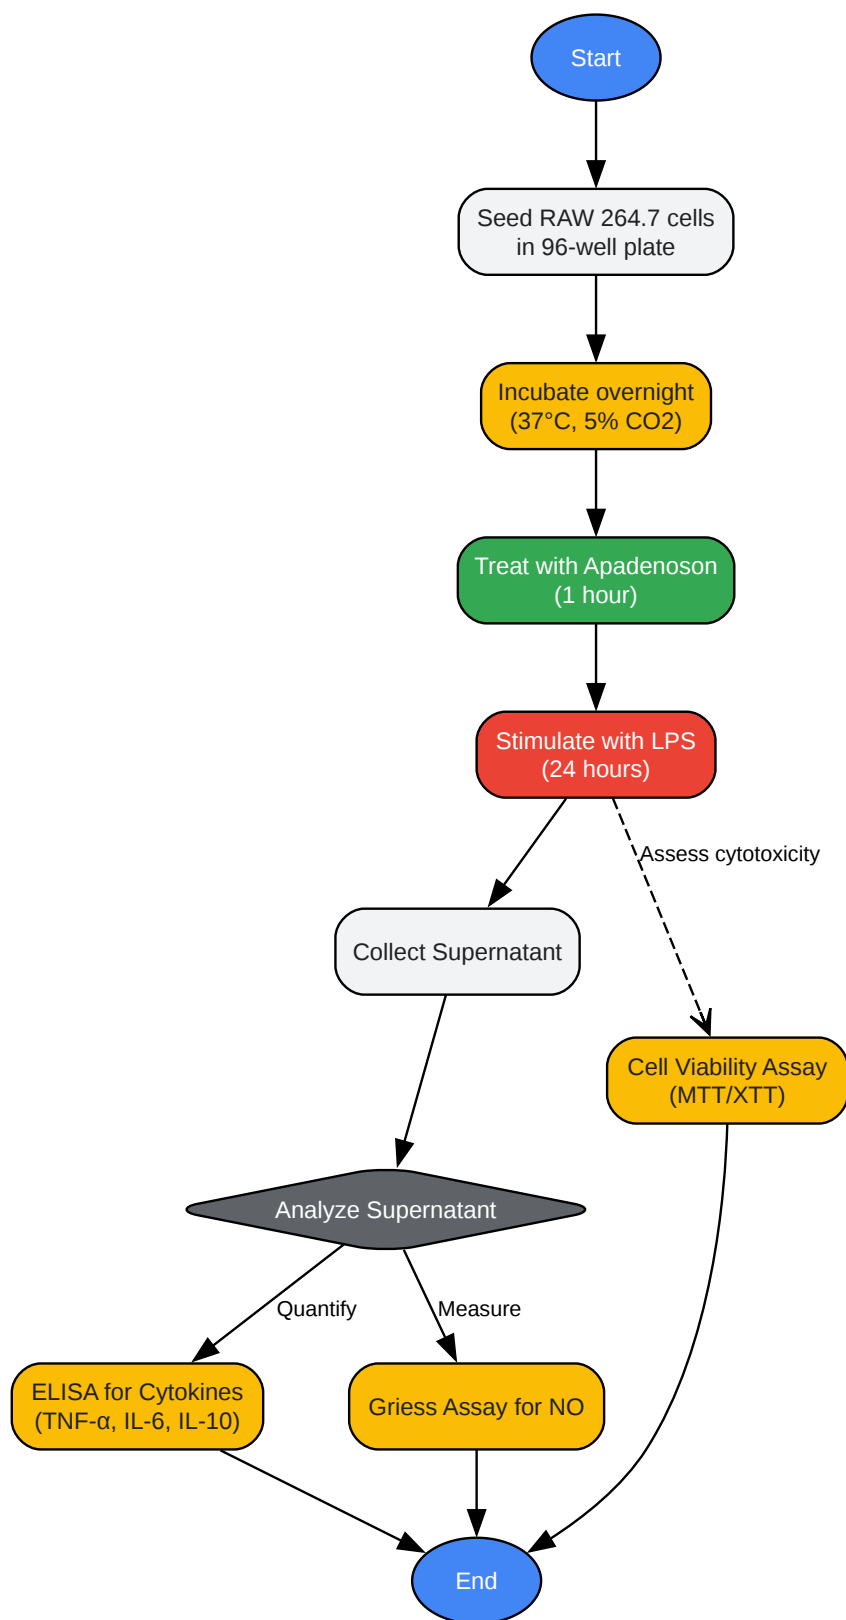 Start
Seed RAW 264.7 cells
in 96-well plate
Incubate overnight
(37°C, 5% CO2)
Treat with Apadenoson
(1 hour)
Stimulate with LPS
(24 hours)
Assess cytotoxicity
Collect Supernatant
Cell Viability Assay
(MTT/XTT)
Analyze Supernatant
Quantify
Measure
ELISA for Cytokines
(TNF-α, IL-6, IL-10)
Griess Assay for NO
End